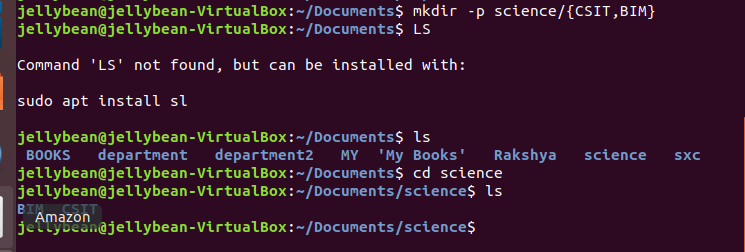 jellybean@jellybean-VirtualBox:~/Documents$ mkdir -p science/{CSIT,BIM}
jellybean@jellybean-VirtualBox:~/Documents$ LS
Command 'LS' not found, but can be installed with:
sudo apt install sl
jellybean@jellybean-VirtualBox:~/Documents$ ls
BOOKS department department2 MY 'My Books' Rakshya science sxc
jellybean@jellybean-VirtualBox:~/Documents$ cd science
jellybean@jellybean-VirtualBox:~/Documents/science$ ls
BIM CSIT
Amazon
jellybean@jellybean-VirtualBox:~/Documents/science$